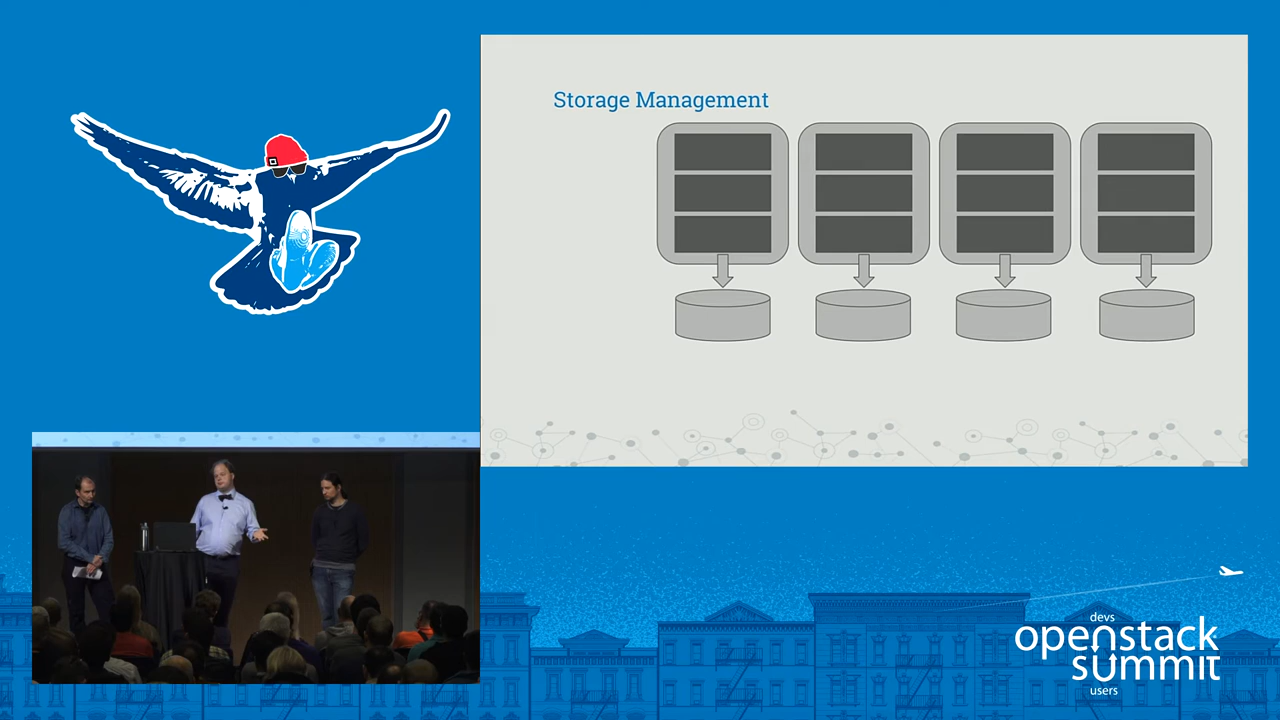 Storage Management
devs
openstack
summit
users